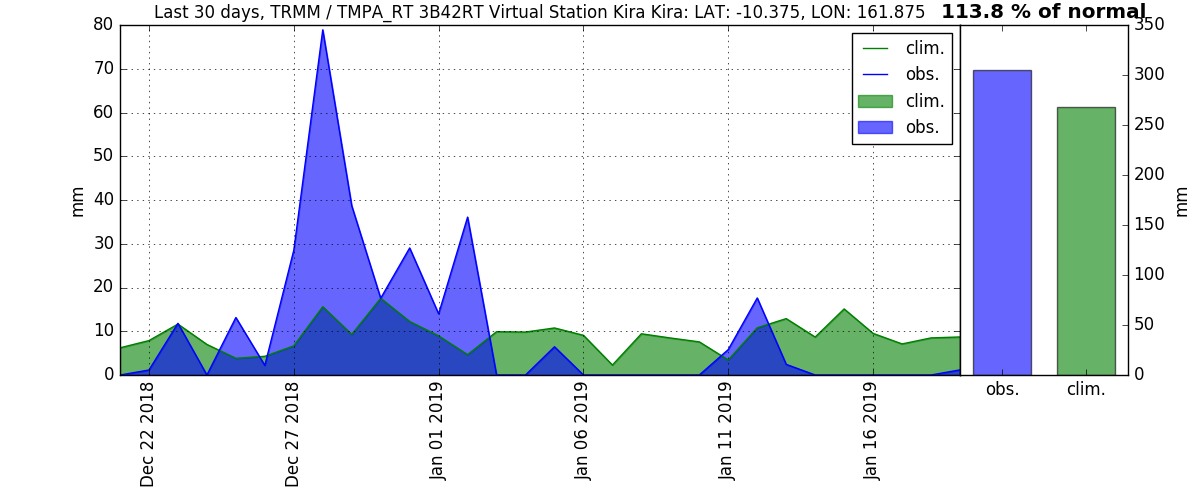 Last 30 days, TRMM / TMPA_RT 3B42RT Virtual Station Kira Kira: LAT: -10.375, LON: 161.875
113.8 % of normal
80
70
60
50
40
30
20
10
0
mm
Dec 22 2018
Dec 27 2018
Jan 01 2019
Jan 06 2019
Jan 11 2019
Jan 16 2019
clim.
obs.
clim.
obs.
350
300
250
200
150
100
50
0
mm
obs.
clim.